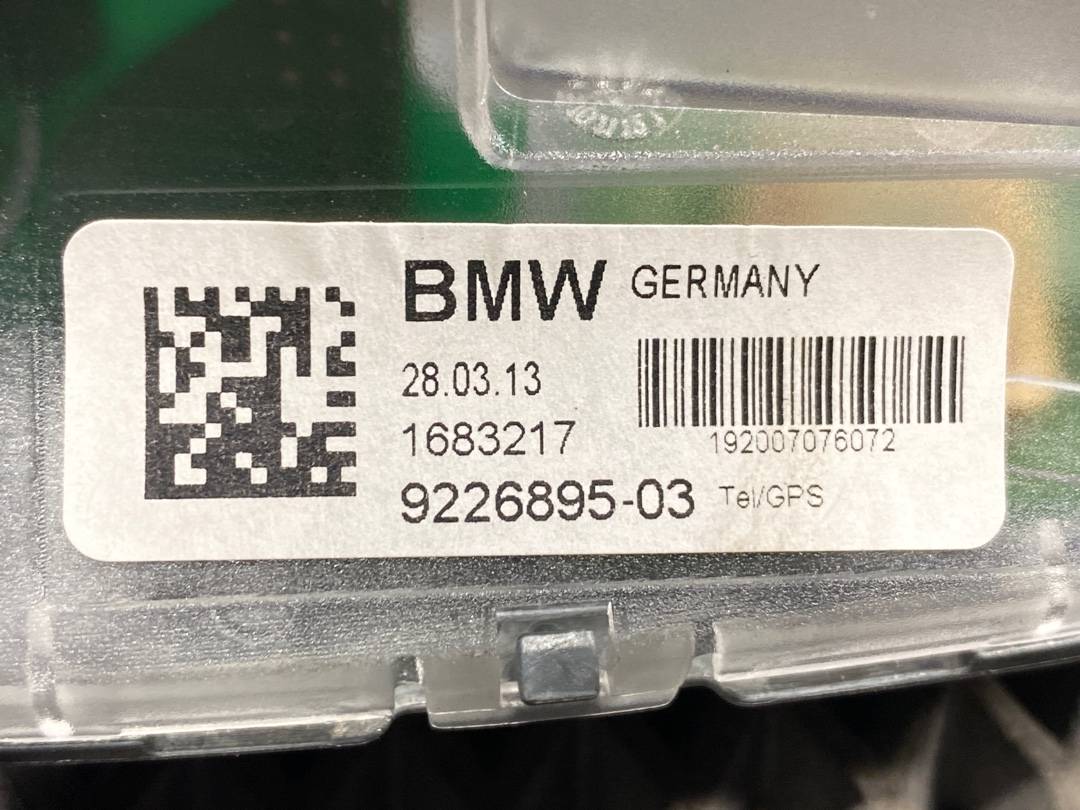 BMW GERMANY
28.03.13
1683217
192007076072
9226895-03 Tel/GPS